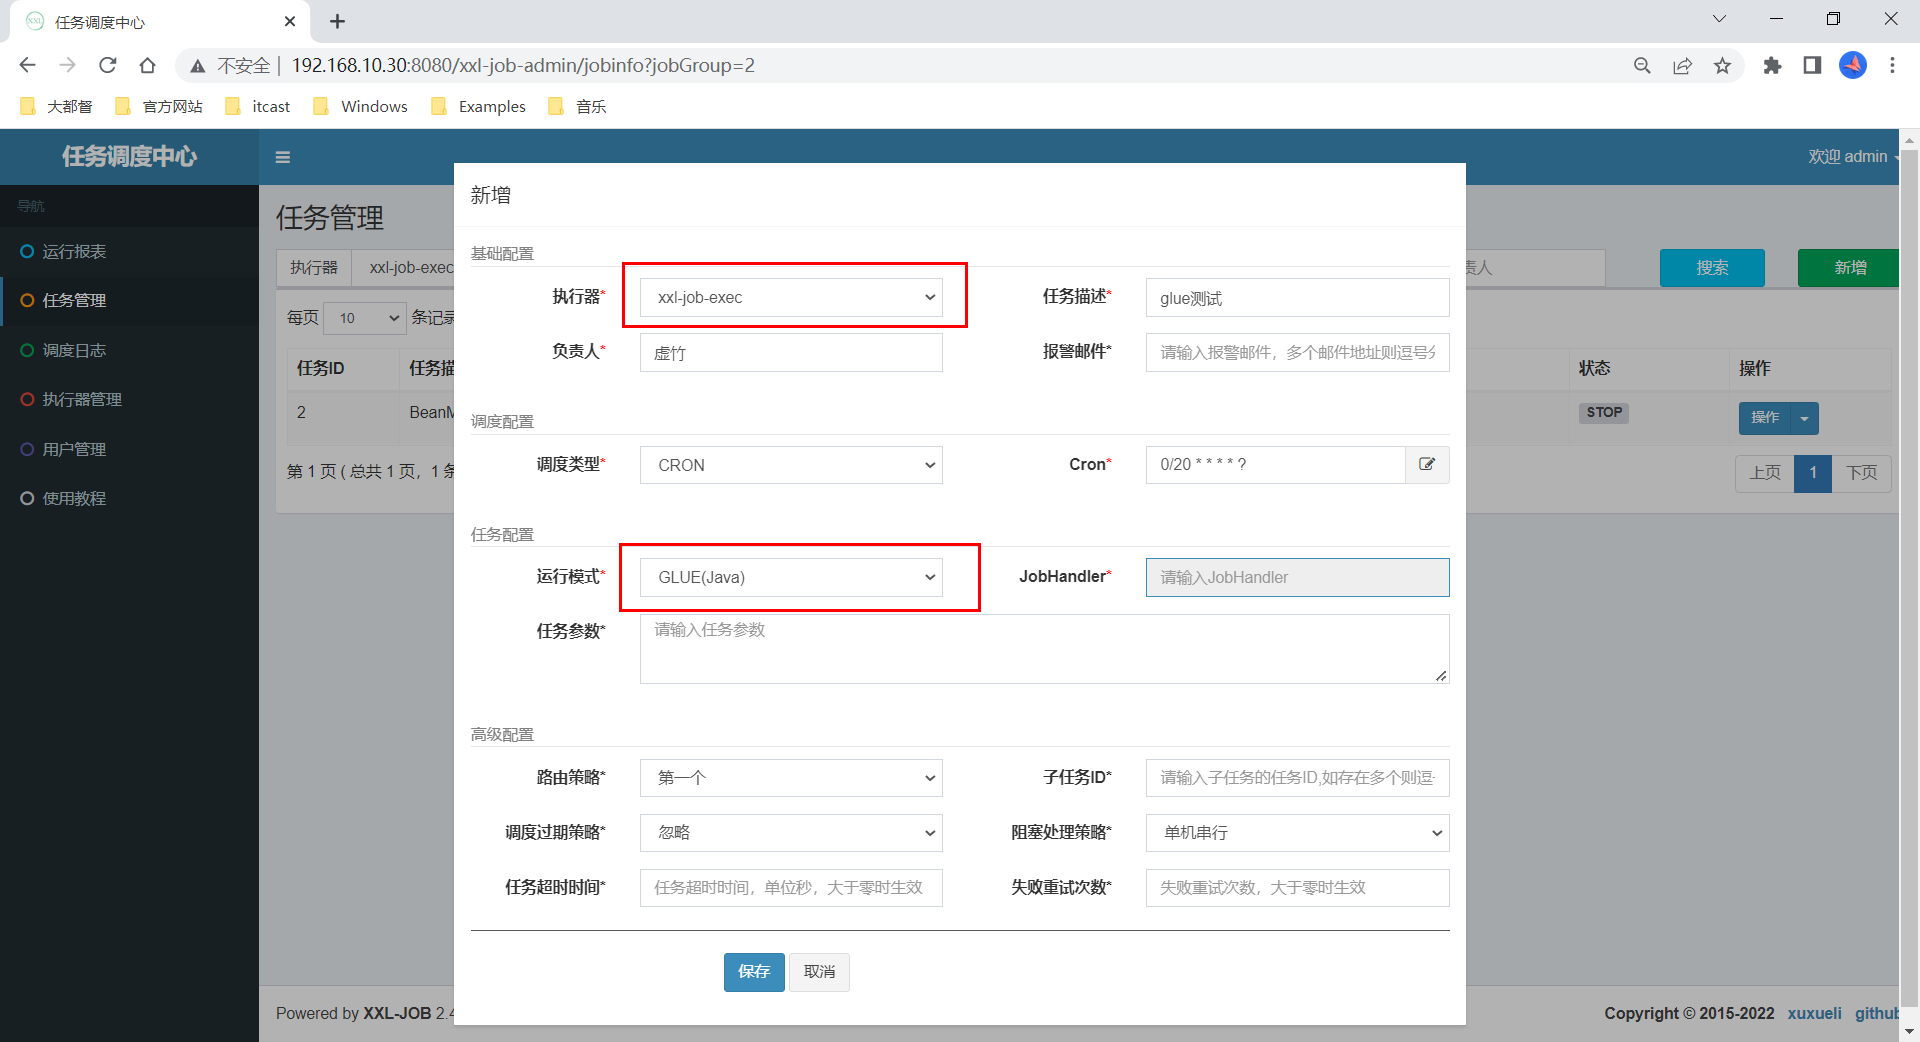 任务调度中心
不安全 | 192.168.10.30:8080/xxl-job-admin/jobinfo?jobGroup=2
大都督 官方网站 itcast Windows Examples 音乐
任务调度中心
欢迎 admin
导航
运行报表
任务管理
调度日志
执行器管理
用户管理
使用教程
任务管理
执行器 xxl-job-exec
责人 搜索 新增
每页 10 条记录
任务ID 任务描 状态 操作
2 BeanM STOP 操作
第 1 页 ( 总共 1 页，1 条
上页 1 下页
新增
基础配置
执行器* xxl-job-exec 任务描述* glue测试
负责人* 虚竹 报警邮件* 请输入报警邮件，多个邮件地址则逗号分
调度配置
调度类型* CRON Cron* 0/20 * * * * ?
任务配置
运行模式* GLUE(Java) JobHandler* 请输入JobHandler
任务参数* 请输入任务参数
高级配置
路由策略* 第一个 子任务ID* 请输入子任务的任务ID,如存在多个则逗
调度过期策略* 忽略 阻塞处理策略* 单机串行
任务超时时间* 任务超时时间，单位秒，大于零时生效 失败重试次数* 失败重试次数，大于零时生效
保存 取消
Powered by XXL-JOB 2.4
Copyright © 2015-2022 xuxueli github